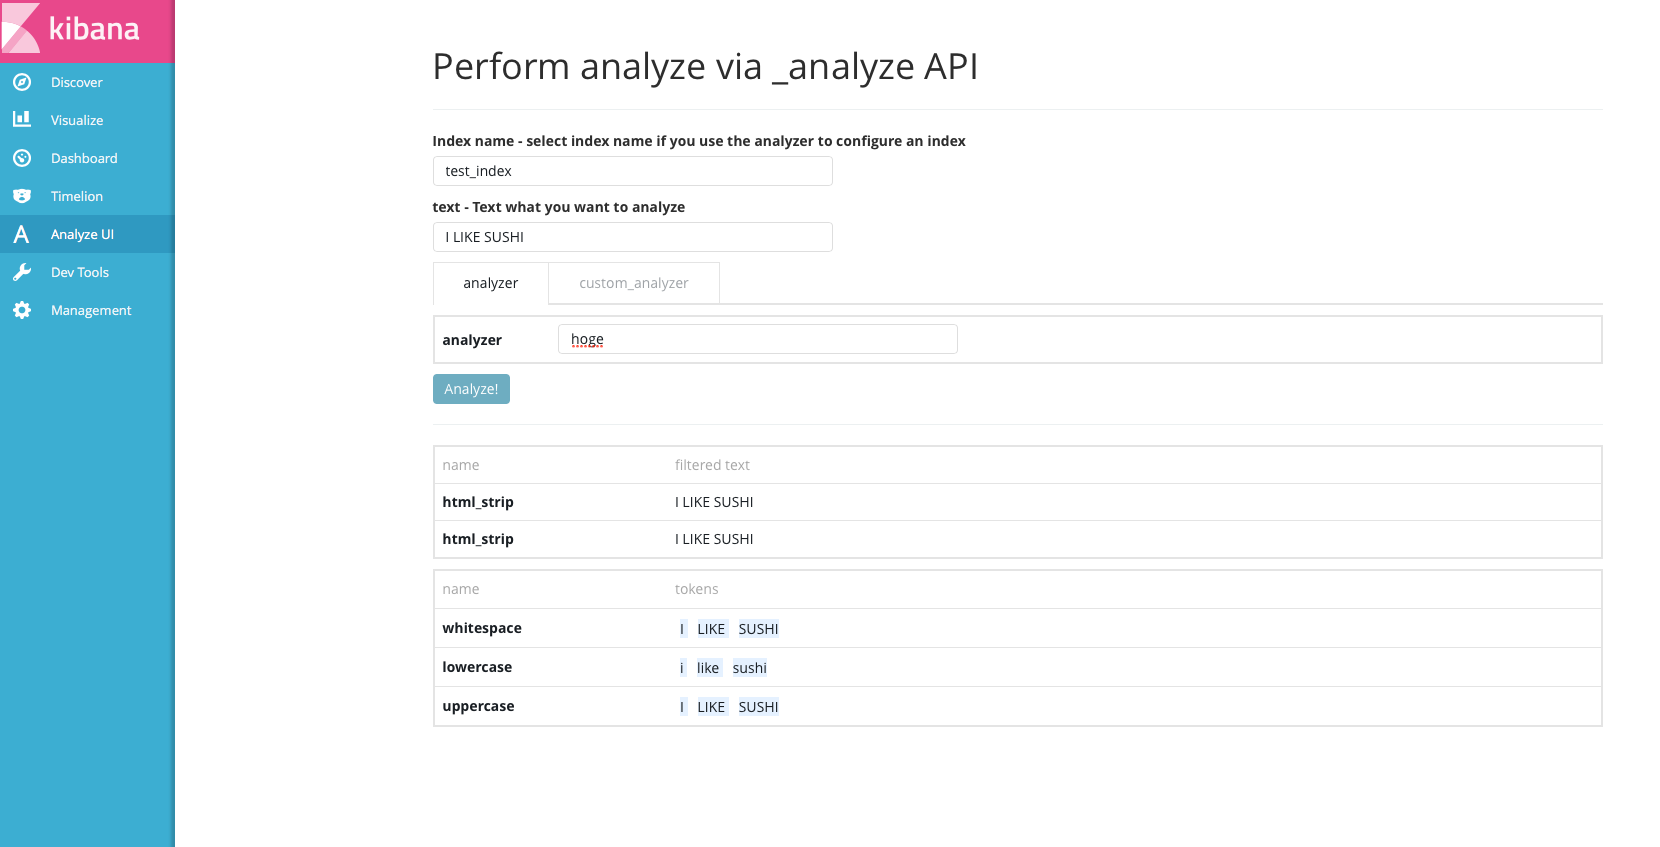 kibana
Discover
Visualize
Dashboard
Timelion
Analyze UI
Dev Tools
Management
Perform analyze via _analyze API
Index name - select index name if you use the analyzer to configure an index
test_index
text - Text what you want to analyze
I LIKE SUSHI
analyzer custom_analyzer
analyzer hoge
Analyze!
name filtered text
html_strip I LIKE SUSHI
html_strip I LIKE SUSHI
name tokens
whitespace I LIKE SUSHI
lowercase i like sushi
uppercase I LIKE SUSHI